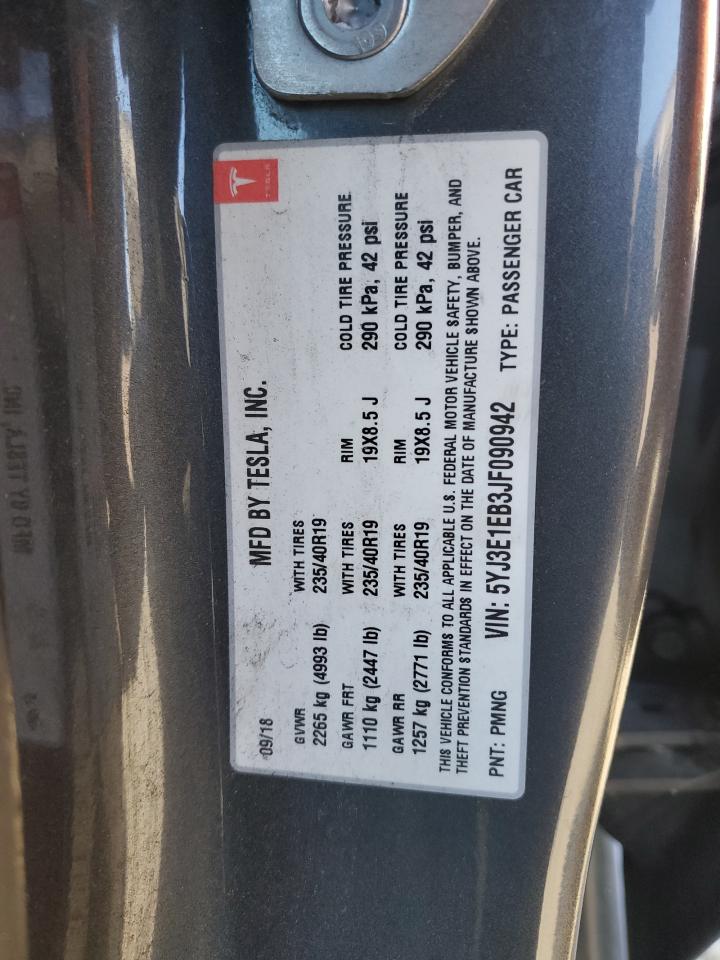 TESLA
MFD BY TESLA, INC.
09/18
GVWR WITH TIRES
2265 kg (4993 lb) 235/40R19
GAWR FRT WITH TIRES RIM COLD TIRE PRESSURE
1110 kg (2447 lb) 235/40R19 19X8.5 J 290 kPa, 42 psi
GAWR RR WITH TIRES RIM COLD TIRE PRESSURE
1257 kg (2771 lb) 235/40R19 19X8.5 J 290 kPa, 42 psi
THIS VEHICLE CONFORMS TO ALL APPLICABLE U.S. FEDERAL MOTOR VEHICLE SAFETY, BUMPER, AND
THEFT PREVENTION STANDARDS IN EFFECT ON THE DATE OF MANUFACTURE SHOWN ABOVE.
PNT: PMNG VIN: 5YJ3E1EB3JF090942 TYPE: PASSENGER CAR